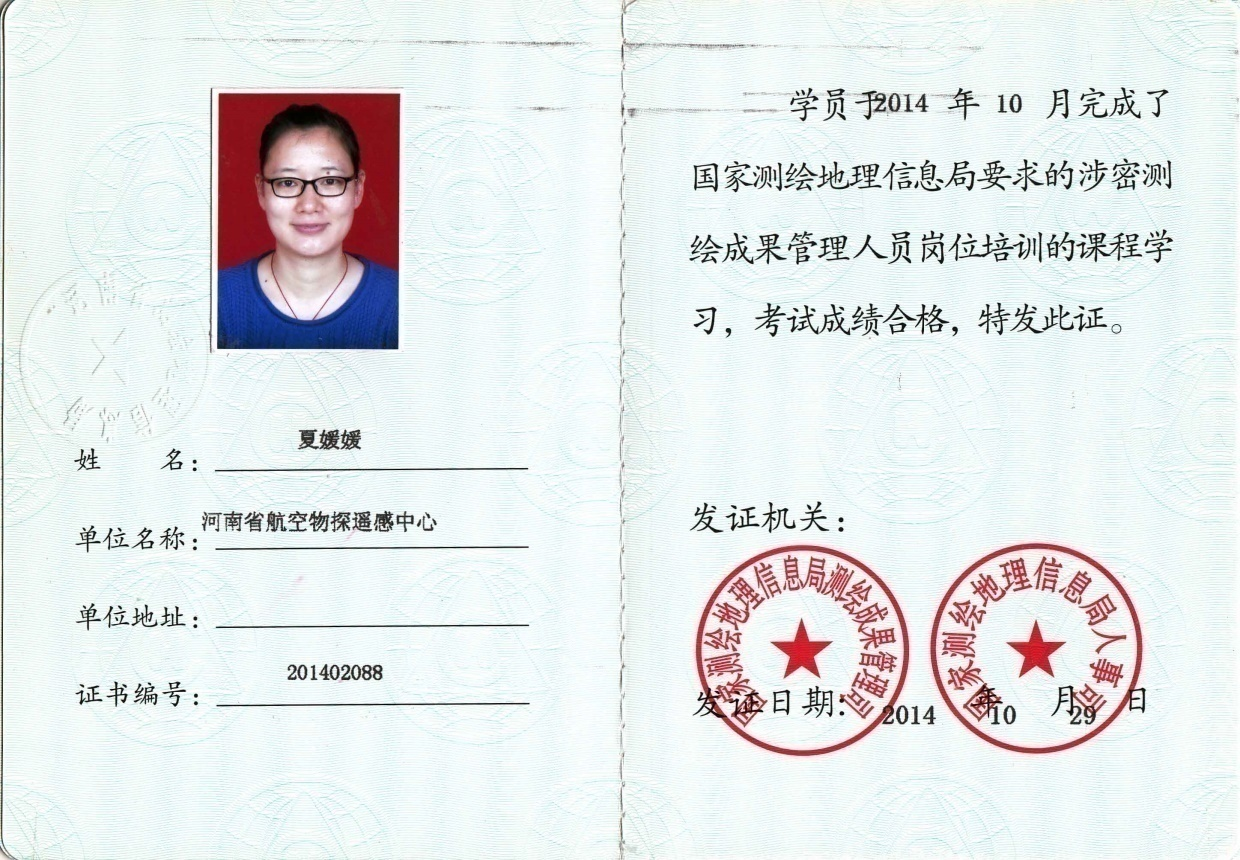 姓 名： 夏媛媛
单位名称： 河南省航空物探遥感中心
单位地址：
证书编号： 201402088
学员于2014 年 10 月完成了
国家测绘地理信息局要求的涉密测
绘成果管理人员岗位培训的课程学
习，考试成绩合格，特发此证。
发证机关：
国家测绘地理信息局测绘成果管理司
国家测绘地理信息局人事司
发证日期： 2014 年 10 月 29 日